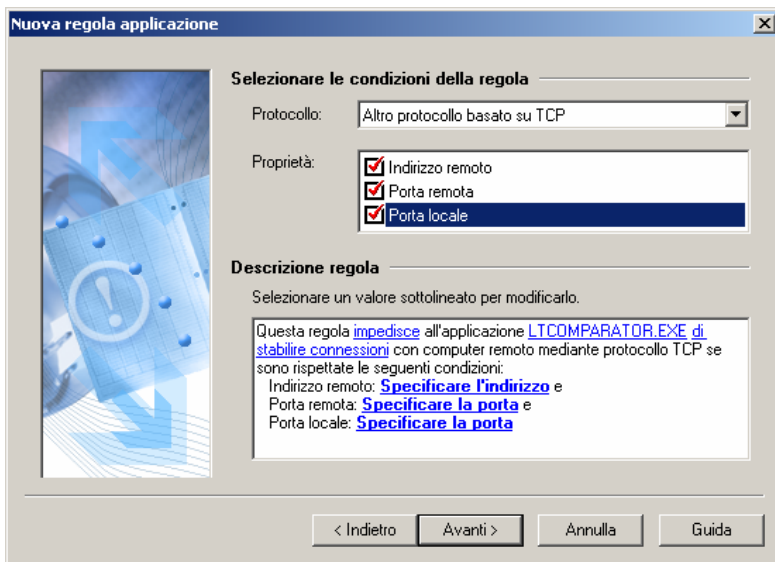 Nuova regola applicazione
Selezionare le condizioni della regola
Protocollo: Altro protocollo basato su TCP
Proprietà: Indirizzo remoto
Porta remota
Porta locale
Descrizione regola
Selezionare un valore sottolineato per modificarlo.
Questa regola impedisce all'applicazione LTCOMPARATOR.EXE di
stabilire connessioni con computer remoto mediante protocollo TCP se
sono rispettate le seguenti condizioni:
Indirizzo remoto: Specificare l'indirizzo e
Porta remota: Specificare la porta e
Porta locale: Specificare la porta
< Indietro Avanti > Annulla Guida